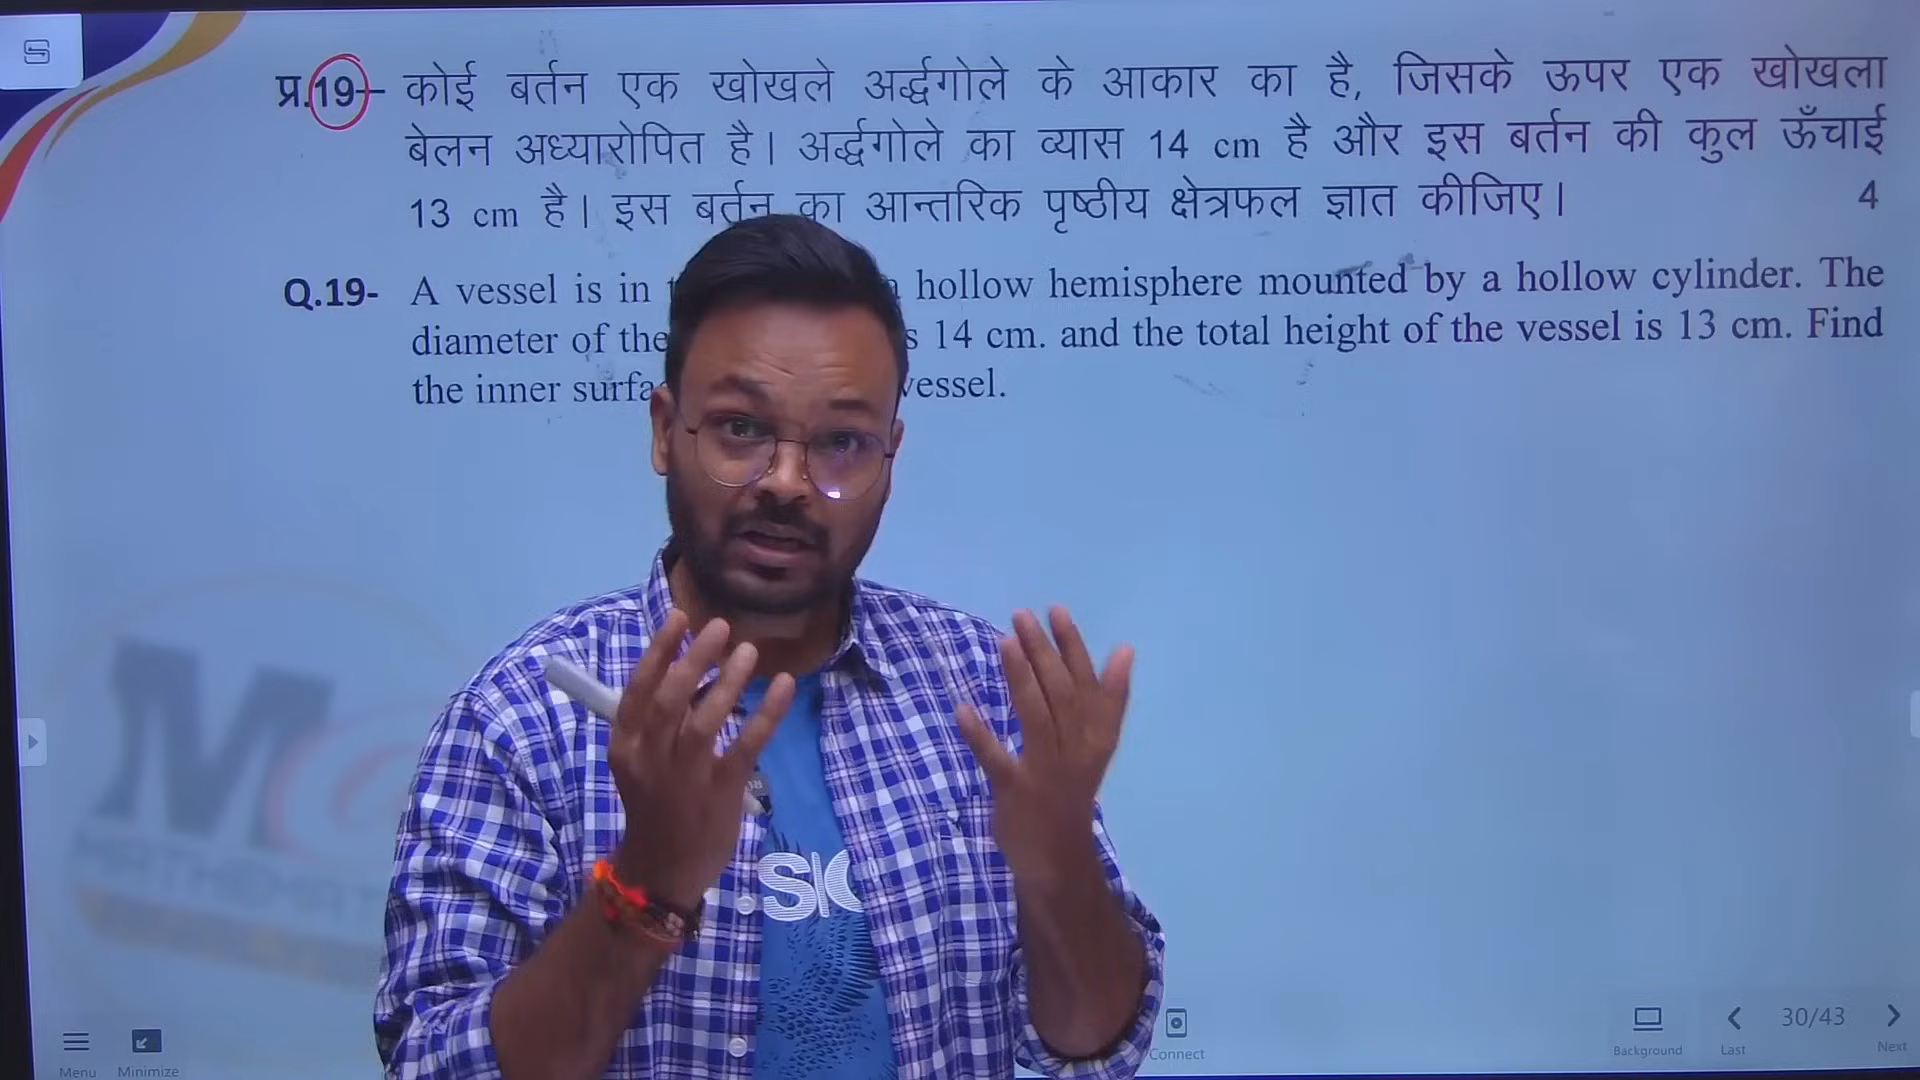 प्र.19– कोई बर्तन एक खोखले अर्द्धगोले के आकार का है, जिसके ऊपर एक खोखला
बेलन अध्यारोपित है। अर्द्धगोले का व्यास 14 cm है और इस बर्तन की कुल ऊँचाई
13 cm है। इस बर्तन का आन्तरिक पृष्ठीय क्षेत्रफल ज्ञात कीजिए। 4
Q.19- A vessel is in hollow hemisphere mounted by a hollow cylinder. The
diameter of the 14 cm. and the total height of the vessel is 13 cm. Find
the inner vessel.
MATHEMAT
SK
Menu Minimize Connect Background Last 30/43 Next